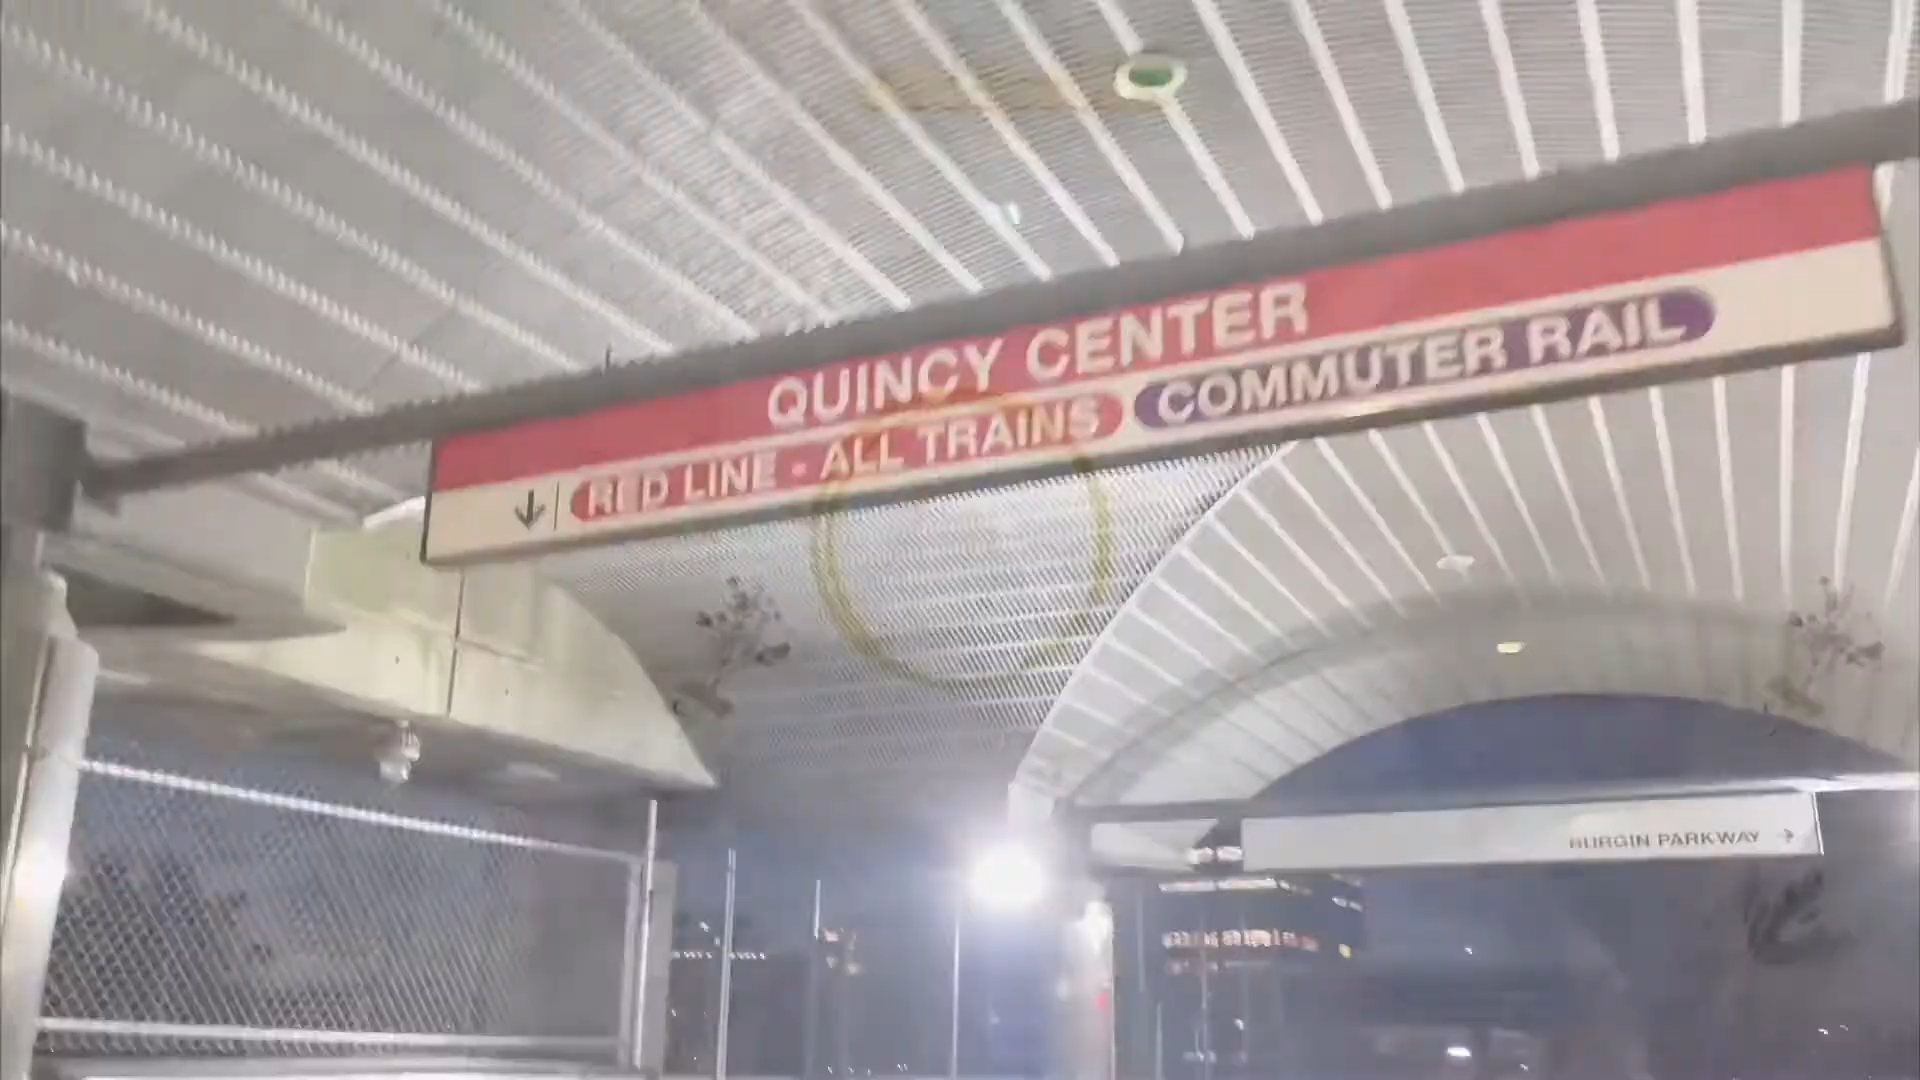 QUINCY CENTER
RED LINE - ALL TRAINS COMMUTER RAIL
BURGIN PARKWAY